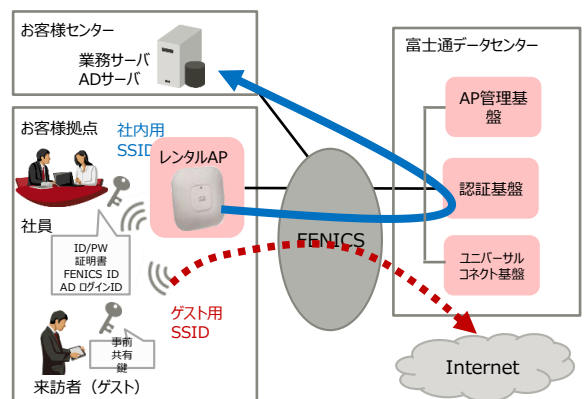 お客様センター
業務サーバ
ADサーバ
富士通データセンター
AP管理基
盤
認証基盤
ユニバーサル
コネクト基盤
お客様拠点
社内用
SSID
レンタルAP
社員
ID/PW
証明書
FENICS ID
AD ログインID
FENICS
ゲスト用
SSID
事前
共有
鍵
来訪者（ゲスト）
Internet